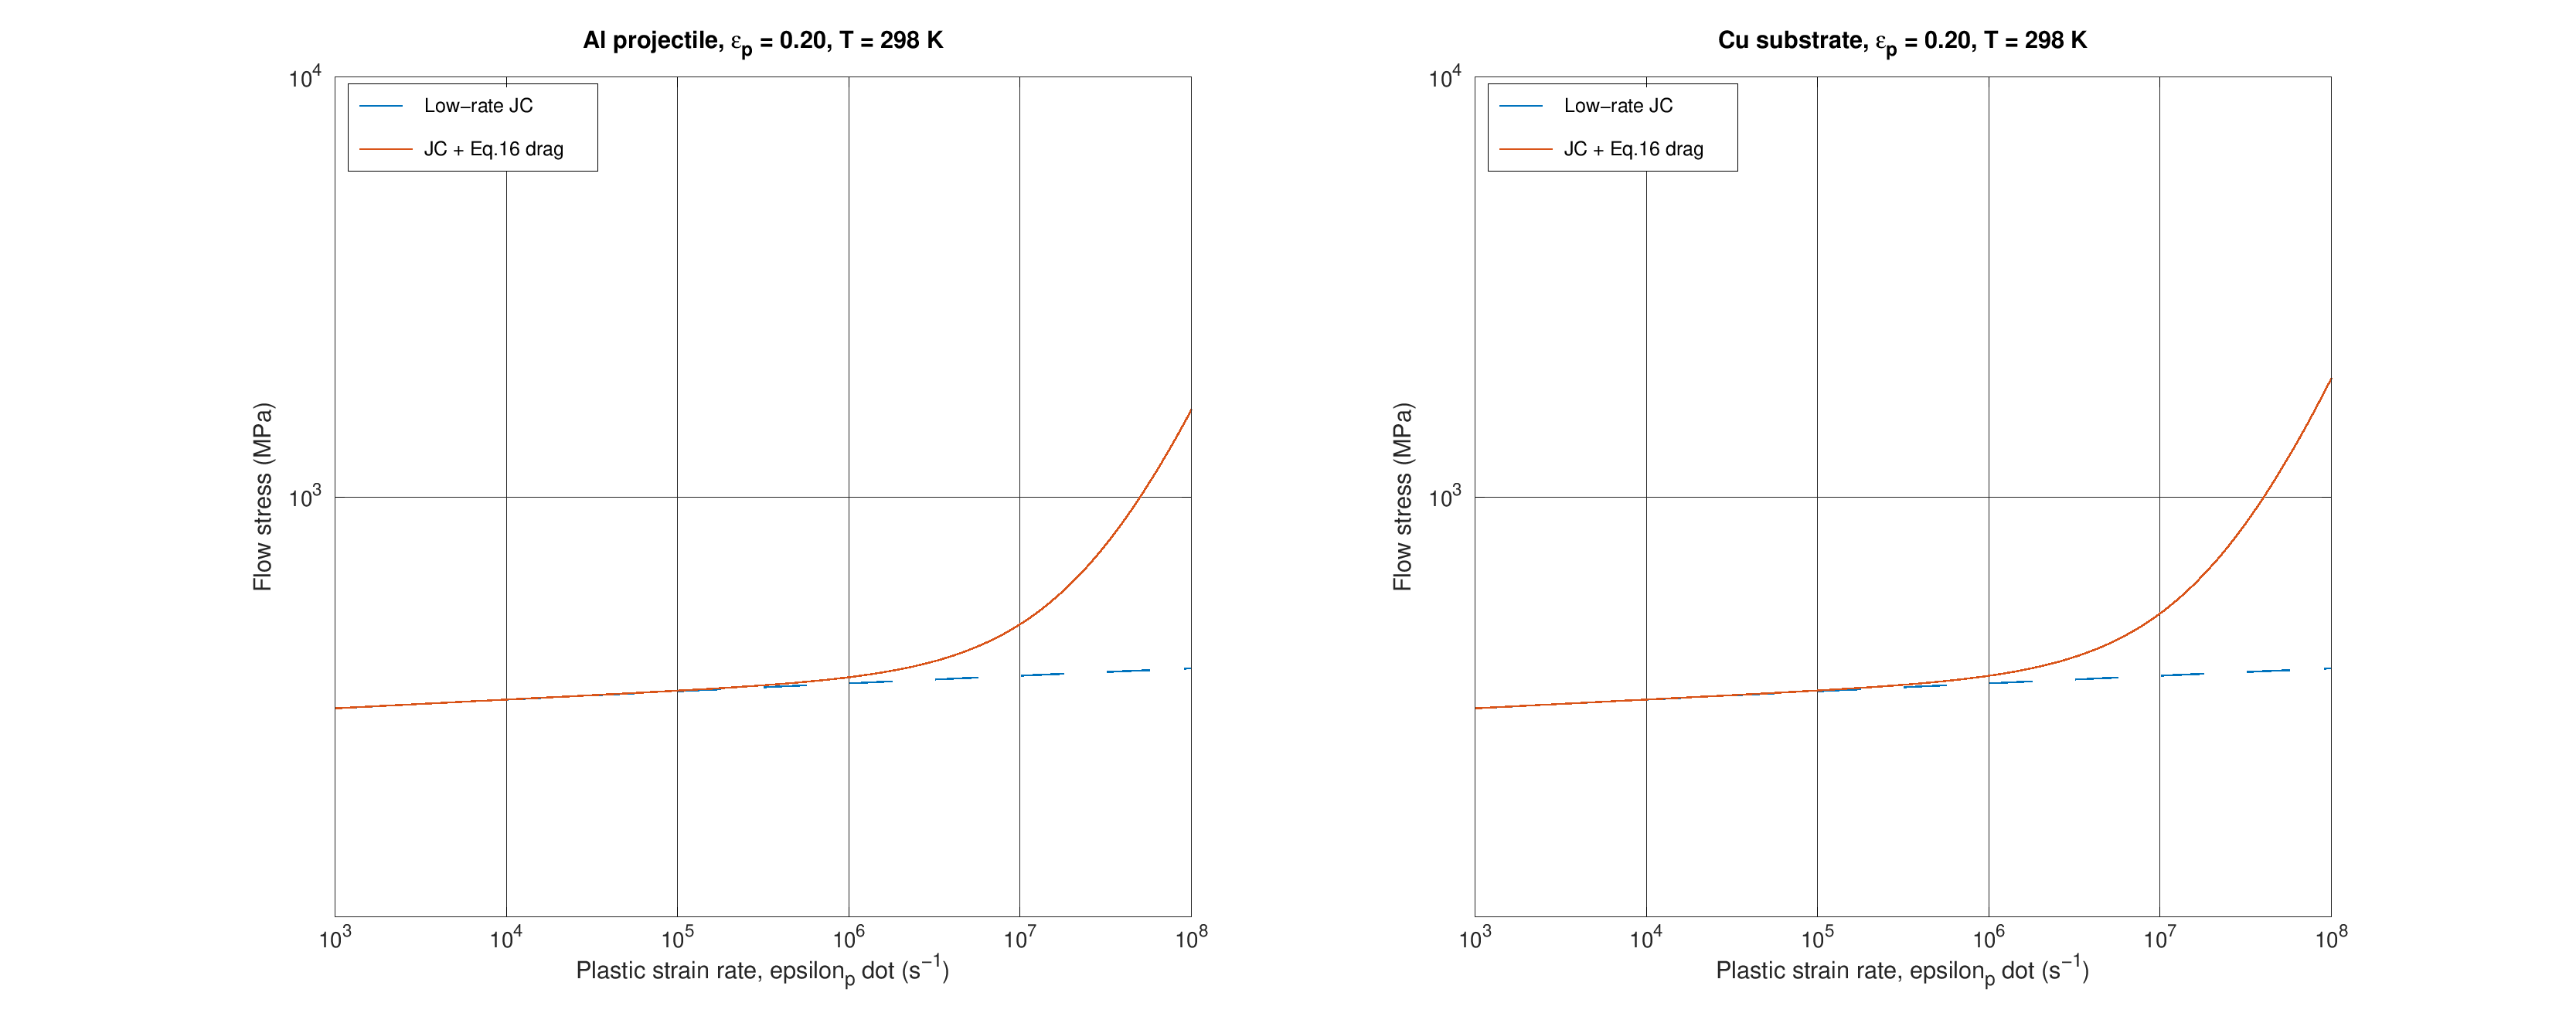 Al projectile, εp = 0.20, T = 298 K
10^4
Low−rate JC
JC + Eq.16 drag
Flow stress (MPa)
10^3
10^3 10^4 10^5 10^6 10^7 10^8
Plastic strain rate, epsilonp dot (s−1)
Cu substrate, εp = 0.20, T = 298 K
10^4
Low−rate JC
JC + Eq.16 drag
Flow stress (MPa)
10^3
10^3 10^4 10^5 10^6 10^7 10^8
Plastic strain rate, epsilonp dot (s−1)